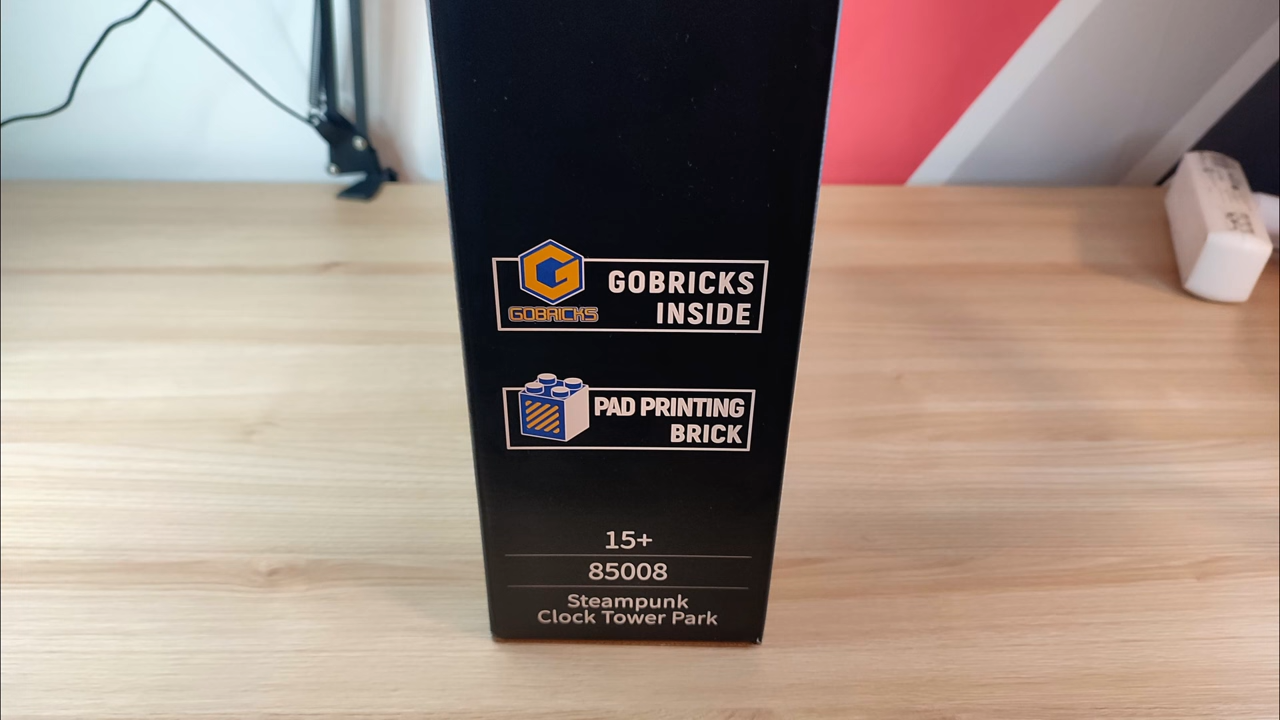 GOBRICKS
GOBRICKS
INSIDE
PAD PRINTING
BRICK
15+
85008
Steampunk
Clock Tower Park